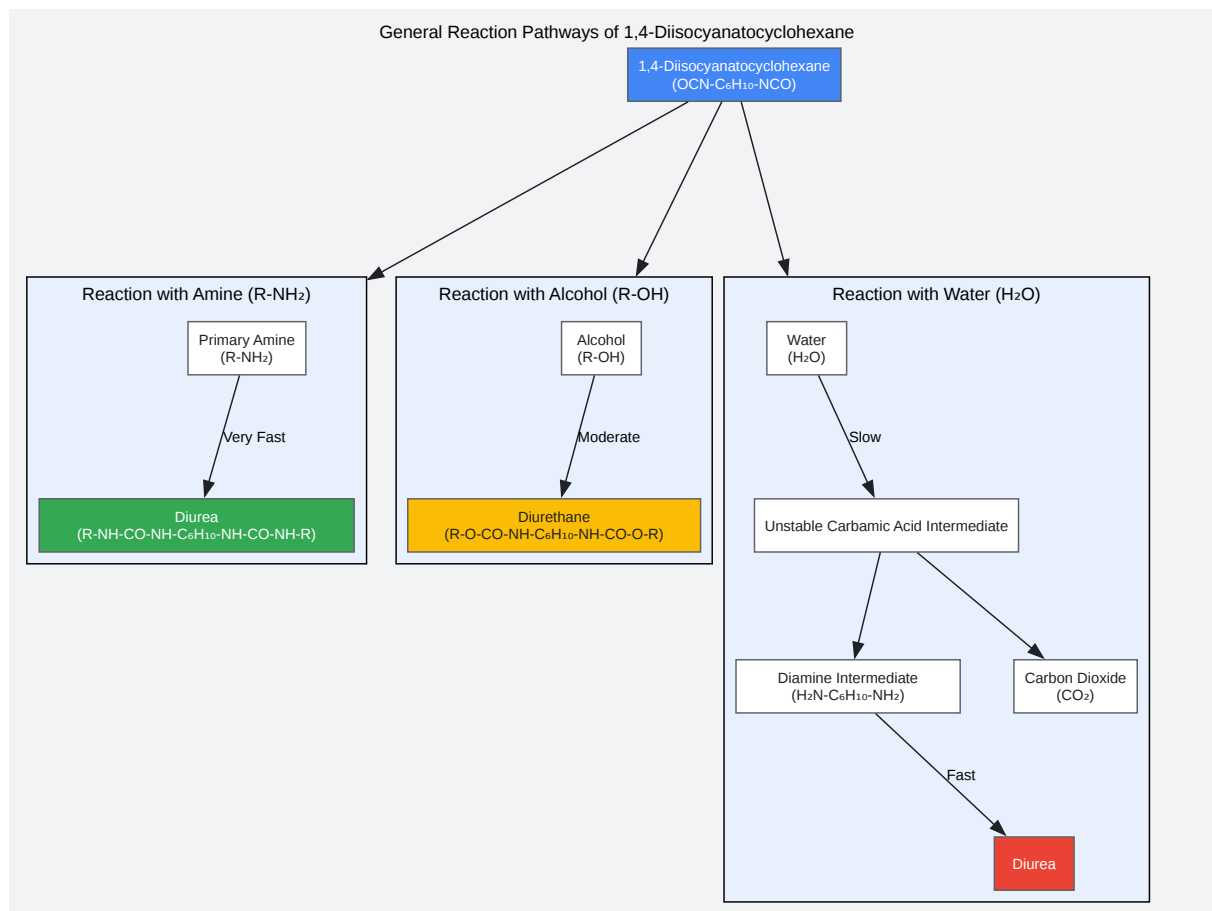 General Reaction Pathways of 1,4-Diisocyanatocyclohexane
1,4-Diisocyanatocyclohexane
(OCN-C₆H₁₀-NCO)
Reaction with Amine (R-NH₂)
Primary Amine
(R-NH₂)
Very Fast
Diurea
(R-NH-CO-NH-C₆H₁₀-NH-CO-NH-R)
Reaction with Alcohol (R-OH)
Alcohol
(R-OH)
Moderate
Diurethane
(R-O-CO-NH-C₆H₁₀-NH-CO-O-R)
Reaction with Water (H₂O)
Water
(H₂O)
Slow
Unstable Carbamic Acid Intermediate
Diamine Intermediate
(H₂N-C₆H₁₀-NH₂)
Carbon Dioxide
(CO₂)
Fast
Diurea